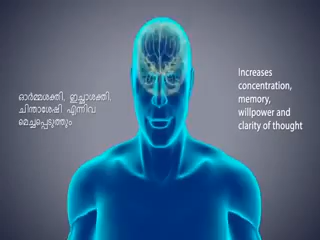 ഓർമ്മശക്തി, ഇച്ഛാശക്തി,
ചിന്താശേഷി എന്നിവ
മെച്ചപ്പെടുത്തും
Increases
concentration,
memory,
willpower and
clarity of thought